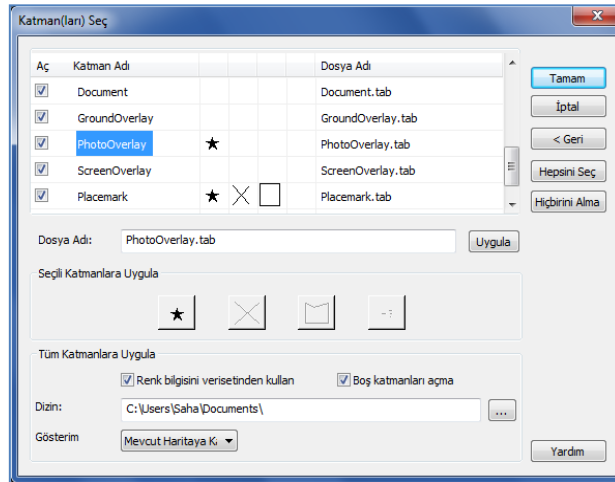 Katman(ları) Seç
Aç Katman Adı Dosya Adı
Document Document.tab
GroundOverlay GroundOverlay.tab
PhotoOverlay PhotoOverlay.tab
ScreenOverlay ScreenOverlay.tab
Placemark Placemark.tab
Tamam
İptal
< Geri
Hepsini Seç
Hiçbirini Alma
Dosya Adı: PhotoOverlay.tab Uygula
Seçili Katmanlara Uygula
Tüm Katmanlara Uygula
Renk bilgisini verisetinden kullan Boş katmanları açma
Dizin: C:\Users\Saha\Documents\ ...
Gösterim Mevcut Haritaya K
Yardım